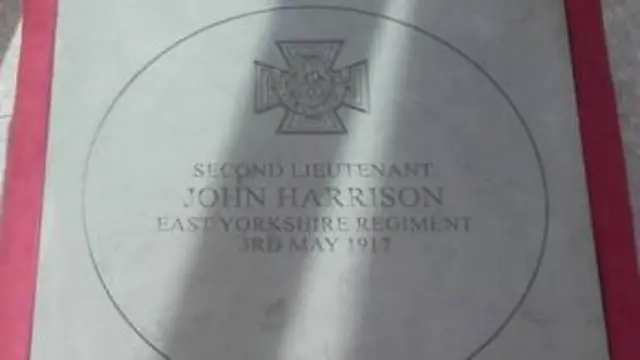 SECOND LIEUTENANT
JOHN HARRISON
EAST YORKSHIRE REGIMENT
3RD MAY 1917